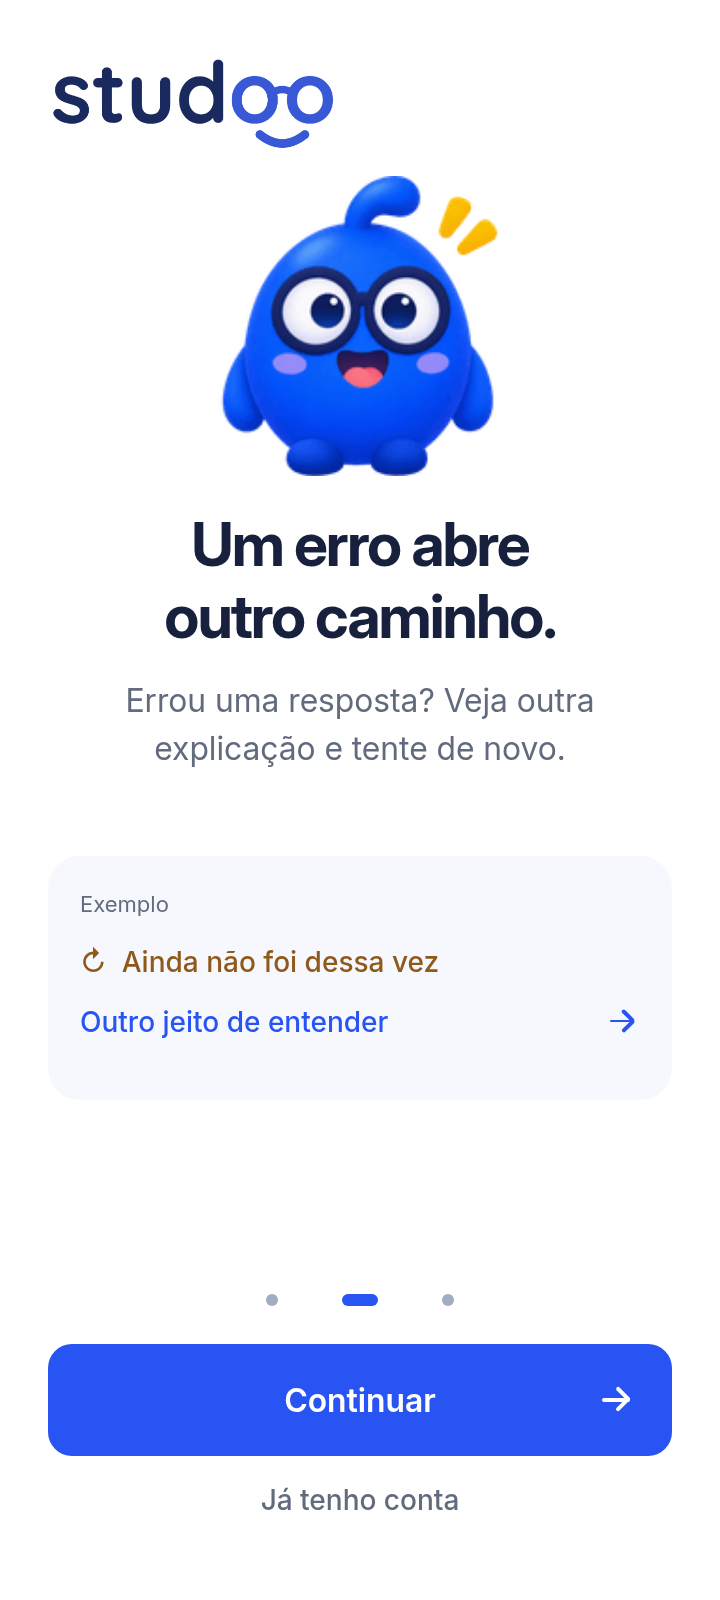 studoo
Um erro abre
outro caminho.
Errou uma resposta? Veja outra
explicação e tente de novo.
Exemplo
Ainda não foi dessa vez
Outro jeito de entender
Continuar
Já tenho conta